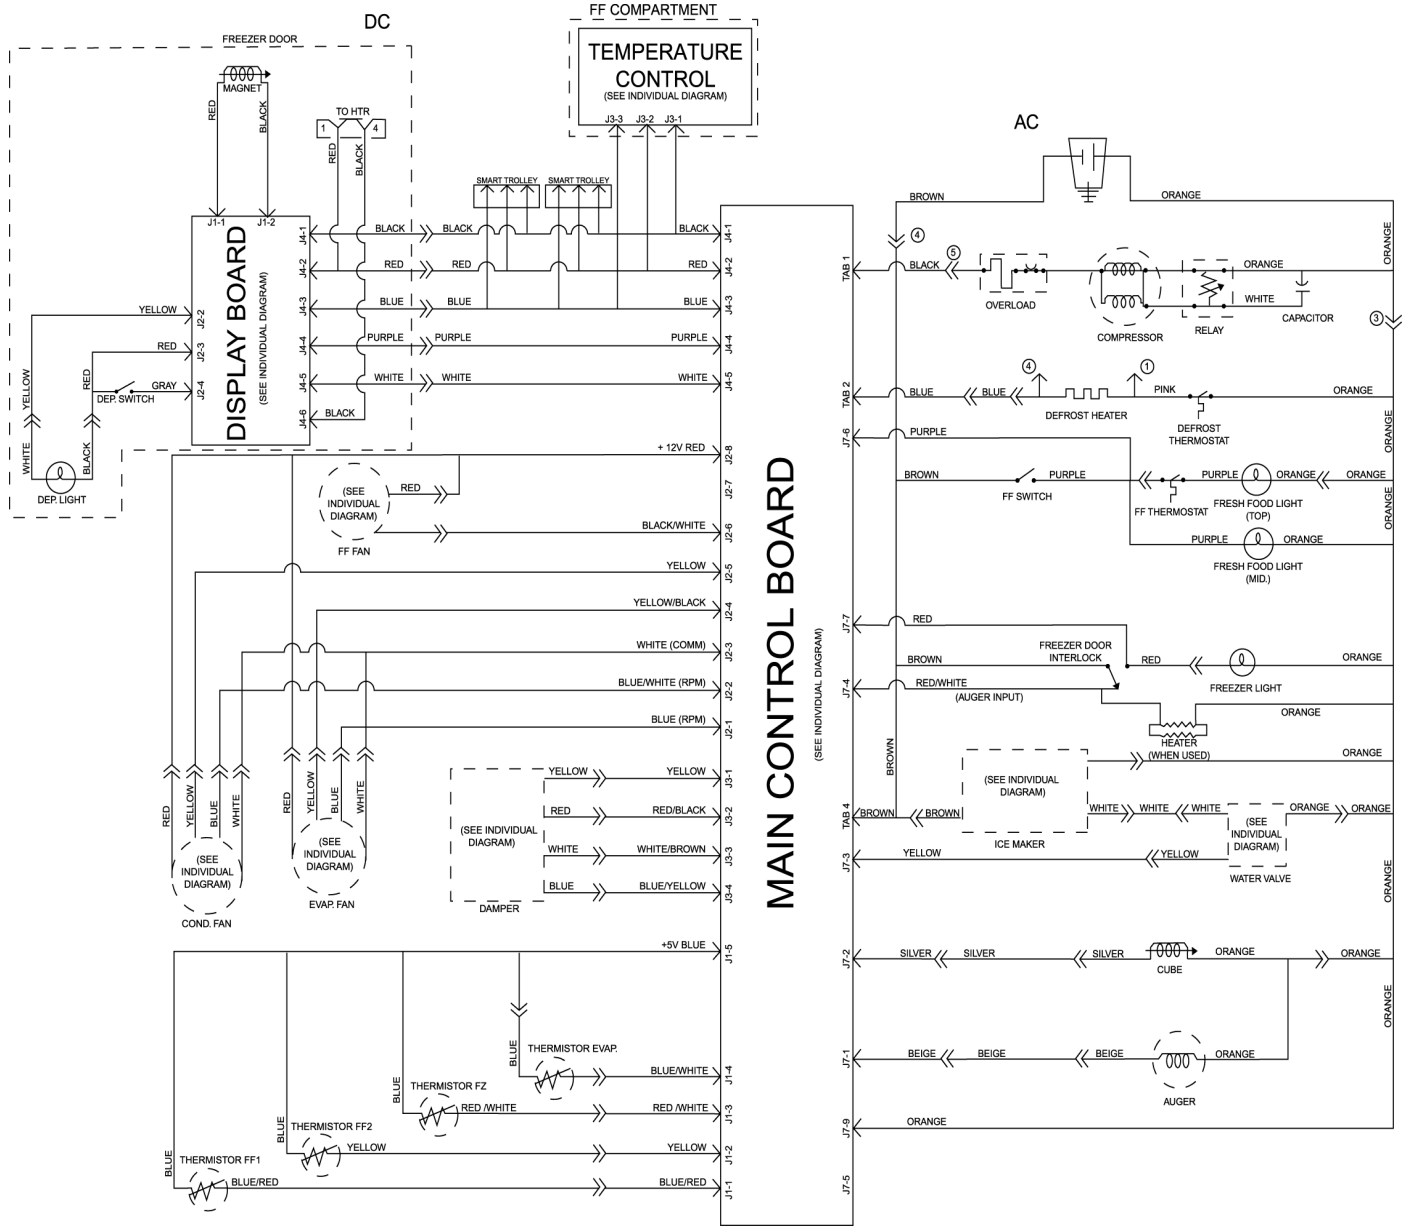 DC
FF COMPARTMENT
FREEZER DOOR
TEMPERATURE
CONTROL
(SEE INDIVIDUAL DIAGRAM)
J3-3
J3-2
J3-1
MAGNET
RED
BLACK
TO HTR
1
4
RED
BLACK
SMART TROLLEY
SMART TROLLEY
J1-1
J1-2
DISPLAY BOARD
(SEE INDIVIDUAL DIAGRAM)
J4-1
BLACK
BLACK
BLACK
J4-1
J4-2
RED
RED
RED
J4-2
J4-3
BLUE
BLUE
BLUE
J4-3
J4-4
PURPLE
PURPLE
PURPLE
J4-4
J4-5
WHITE
WHITE
WHITE
J4-5
J4-6
BLACK
YELLOW
J2-2
RED
J2-3
GRAY
J2-4
YELLOW
RED
DEP. SWITCH
WHITE
BLACK
DEP. LIGHT
+ 12V RED
J2-8
(SEE
INDIVIDUAL
DIAGRAM)
RED
J2-7
FF FAN
BLACK/WHITE
J2-6
YELLOW
J2-5
YELLOW/BLACK
J2-4
WHITE (COMM)
J2-3
BLUE/WHITE (RPM)
J2-2
BLUE (RPM)
J2-1
RED
YELLOW
BLUE
WHITE
RED
YELLOW
BLUE
WHITE
(SEE
INDIVIDUAL
DIAGRAM)
COND. FAN
(SEE
INDIVIDUAL
DIAGRAM)
EVAP. FAN
YELLOW
YELLOW
J3-1
RED
RED/BLACK
J3-2
(SEE INDIVIDUAL
DIAGRAM)
WHITE
WHITE/BROWN
J3-3
BLUE
BLUE/YELLOW
J3-4
DAMPER
+5V BLUE
J1-5
BLUE
THERMISTOR EVAP.
BLUE/WHITE
J1-4
BLUE
THERMISTOR FZ
RED /WHITE
RED /WHITE
J1-3
BLUE
THERMISTOR FF2
YELLOW
YELLOW
J1-2
BLUE
THERMISTOR FF1
BLUE/RED
BLUE/RED
J1-1
MAIN CONTROL BOARD
(SEE INDIVIDUAL DIAGRAM)
AC
BROWN
ORANGE
4
ORANGE
TAB 1
BLACK
5
OVERLOAD
COMPRESSOR
RELAY
ORANGE
WHITE
CAPACITOR
3
TAB 2
BLUE
BLUE
4
DEFROST HEATER
1
PINK
DEFROST
THERMOSTAT
ORANGE
ORANGE
J7-6
PURPLE
BROWN
FF SWITCH
PURPLE
FF THERMOSTAT
PURPLE
ORANGE
ORANGE
FRESH FOOD LIGHT
(TOP)
ORANGE
PURPLE
ORANGE
FRESH FOOD LIGHT
(MID.)
J7-7
RED
FREEZER DOOR
INTERLOCK
BROWN
RED
ORANGE
FREEZER LIGHT
J7-4
RED/WHITE
(AUGER INPUT)
ORANGE
HEATER
(WHEN USED)
BROWN
ORANGE
(SEE INDIVIDUAL
DIAGRAM)
ICE MAKER
TAB 4
BROWN
BROWN
WHITE
WHITE
WHITE
ORANGE
ORANGE
(SEE
INDIVIDUAL
DIAGRAM)
WATER VALVE
J7-3
YELLOW
YELLOW
ORANGE
J7-2
SILVER
SILVER
SILVER
CUBE
ORANGE
ORANGE
ORANGE
J7-1
BEIGE
BEIGE
BEIGE
ORANGE
AUGER
J7-9
ORANGE
J7-5